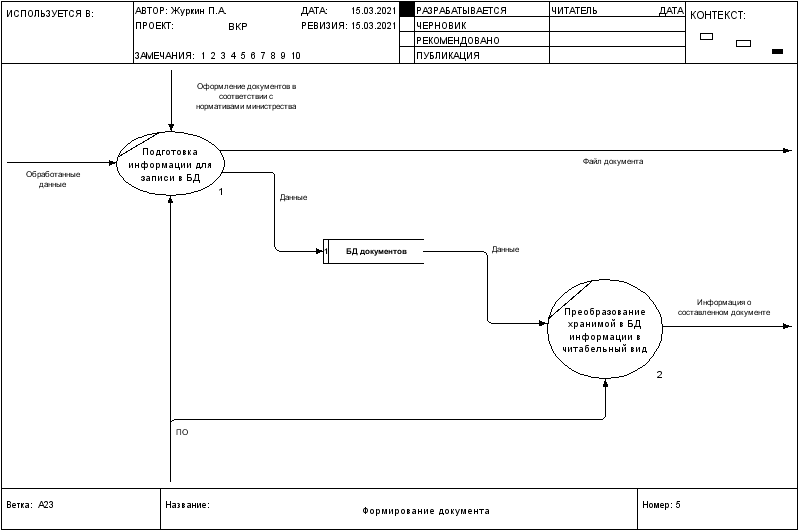 ИСПОЛЬЗУЕТСЯ В:
АВТОР: Журкин П.А.
ДАТА: 15.03.2021
ПРОЕКТ: ВКР
РЕВИЗИЯ: 15.03.2021
ЗАМЕЧАНИЯ: 1 2 3 4 5 6 7 8 9 10
РАЗРАБАТЫВАЕТСЯ
ЧЕРНОВИК
РЕКОМЕНДОВАНО
ПУБЛИКАЦИЯ
ЧИТАТЕЛЬ
ДАТА
КОНТЕКСТ:
Оформление документов в
соответствии с
нормативами министрества
Подготовка
информации для
записи в БД
1
Обработанные
данные
Файл документа
Данные
1
БД документов
Данные
Преобразование
хранимой в БД
информации в
читабельный вид
2
Информация о
составленном документе
ПО
Ветка: А23
Название:
Формирование документа
Номер: 5